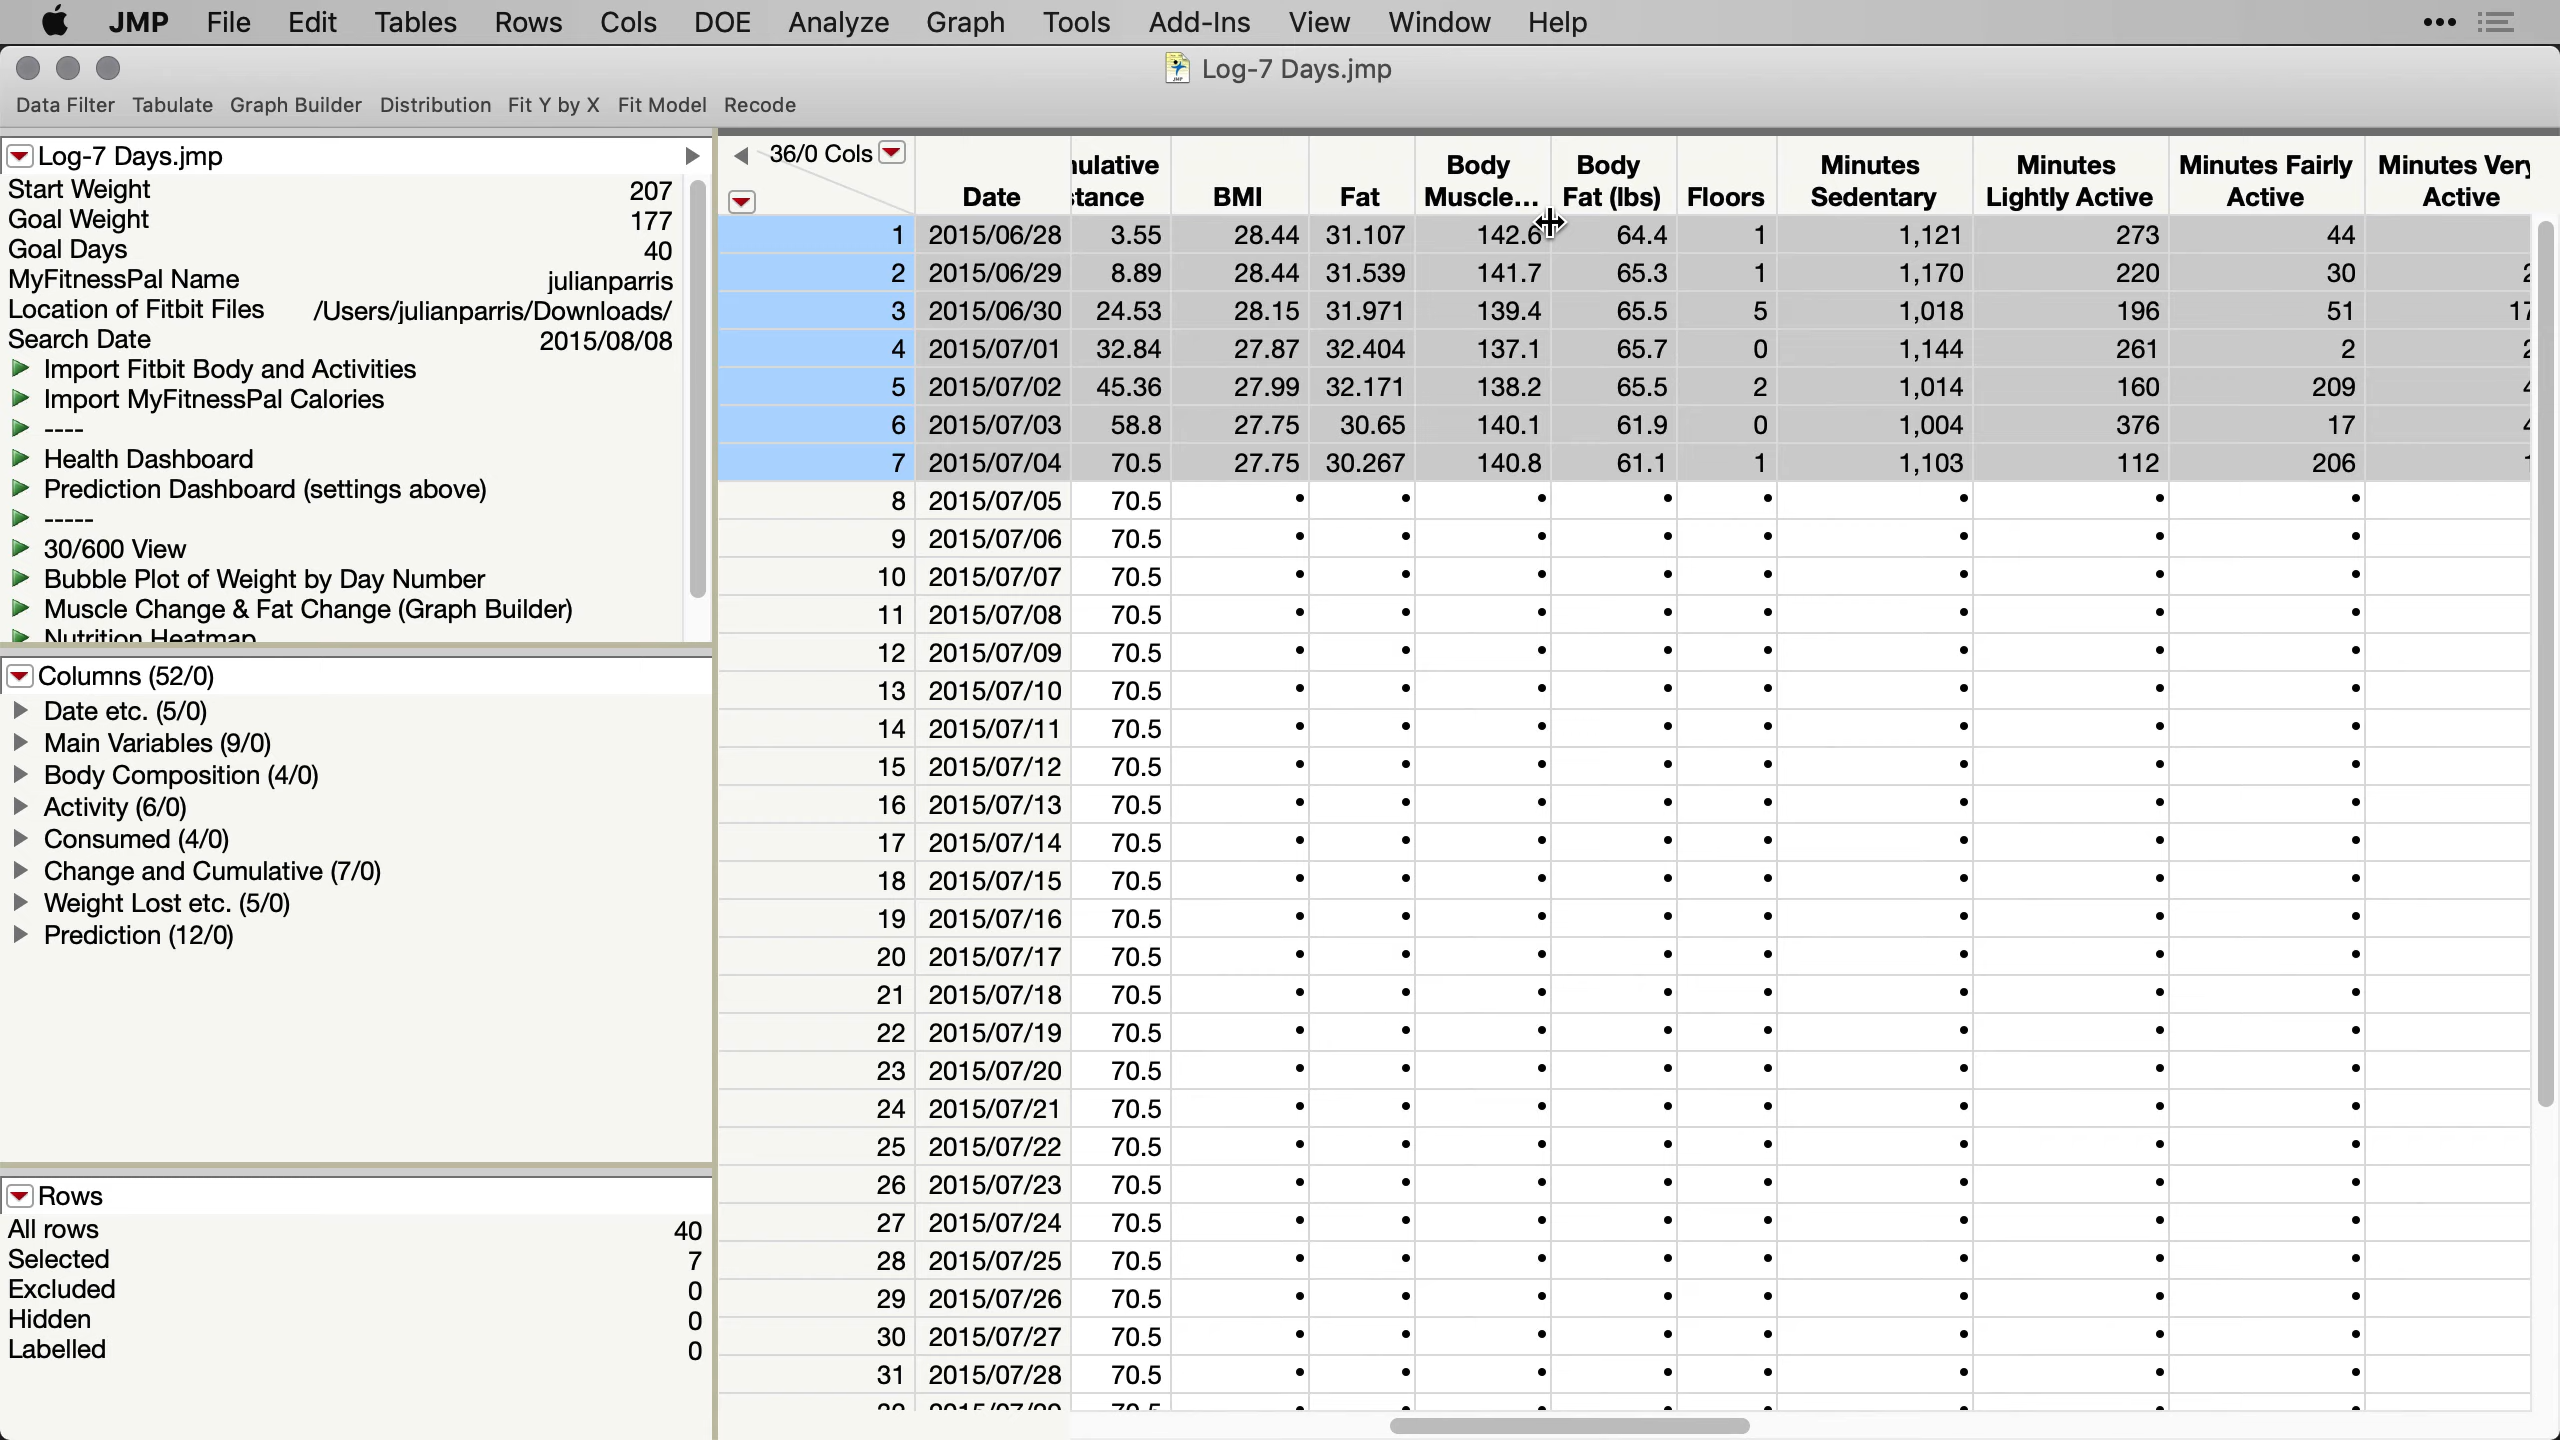 JMP File Edit Tables Rows Cols DOE Analyze Graph Tools Add-Ins View Window Help •••
Log-7 Days.jmp
Data Filter Tabulate Graph Builder Distribution Fit Y by X Fit Model Recode
Log-7 Days.jmp
Start Weight 207
Goal Weight 177
Goal Days 40
MyFitnessPal Name julianparris
Location of Fitbit Files /Users/julianparris/Downloads/
Search Date 2015/08/08
Import Fitbit Body and Activities
Import MyFitnessPal Calories
----
Health Dashboard
Prediction Dashboard (settings above)
-----
30/600 View
Bubble Plot of Weight by Day Number
Muscle Change & Fat Change (Graph Builder)
Nutrition Heatmap
Columns (52/0)
Date etc. (5/0)
Main Variables (9/0)
Body Composition (4/0)
Activity (6/0)
Consumed (4/0)
Change and Cumulative (7/0)
Weight Lost etc. (5/0)
Prediction (12/0)
Rows
All rows 40
Selected 7
Excluded 0
Hidden 0
Labelled 0
36/0 Cols
mulative Body Body Minutes Minutes Minutes Fairly Minutes Very
Date stance BMI Fat Muscle... Fat (lbs) Floors Sedentary Lightly Active Active Active
1 2015/06/28 3.55 28.44 31.107 142.6 64.4 1 1,121 273 44
2 2015/06/29 8.89 28.44 31.539 141.7 65.3 1 1,170 220 30
3 2015/06/30 24.53 28.15 31.971 139.4 65.5 5 1,018 196 51 17
4 2015/07/01 32.84 27.87 32.404 137.1 65.7 0 1,144 261 2
5 2015/07/02 45.36 27.99 32.171 138.2 65.5 2 1,014 160 209
6 2015/07/03 58.8 27.75 30.65 140.1 61.9 0 1,004 376 17
7 2015/07/04 70.5 27.75 30.267 140.8 61.1 1 1,103 112 206
8 2015/07/05 70.5 • • • • • • • •
9 2015/07/06 70.5 • • • • • • • •
10 2015/07/07 70.5 • • • • • • • •
11 2015/07/08 70.5 • • • • • • • •
12 2015/07/09 70.5 • • • • • • • •
13 2015/07/10 70.5 • • • • • • • •
14 2015/07/11 70.5 • • • • • • • •
15 2015/07/12 70.5 • • • • • • • •
16 2015/07/13 70.5 • • • • • • • •
17 2015/07/14 70.5 • • • • • • • •
18 2015/07/15 70.5 • • • • • • • •
19 2015/07/16 70.5 • • • • • • • •
20 2015/07/17 70.5 • • • • • • • •
21 2015/07/18 70.5 • • • • • • • •
22 2015/07/19 70.5 • • • • • • • •
23 2015/07/20 70.5 • • • • • • • •
24 2015/07/21 70.5 • • • • • • • •
25 2015/07/22 70.5 • • • • • • • •
26 2015/07/23 70.5 • • • • • • • •
27 2015/07/24 70.5 • • • • • • • •
28 2015/07/25 70.5 • • • • • • • •
29 2015/07/26 70.5 • • • • • • • •
30 2015/07/27 70.5 • • • • • • • •
31 2015/07/28 70.5 • • • • • • • •